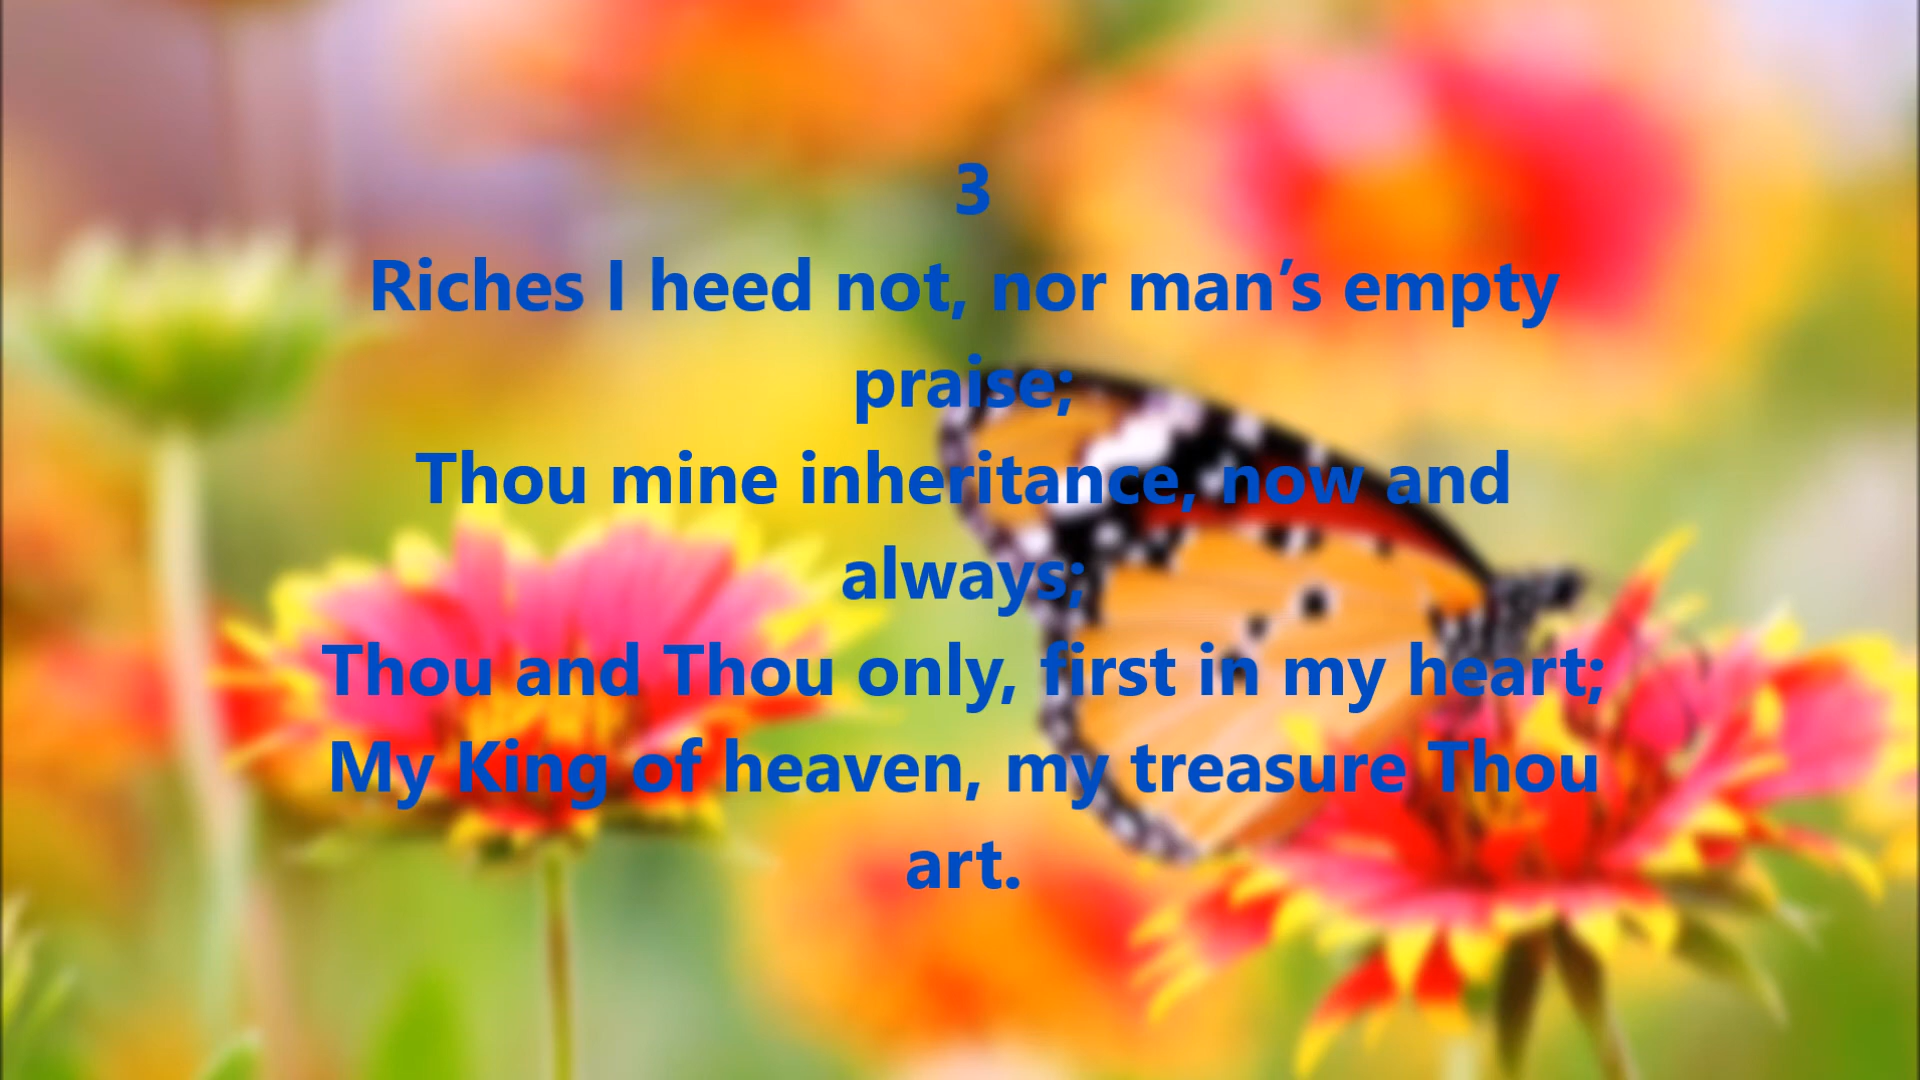 3
Riches I heed not, nor man’s empty
praise;
Thou mine inheritance, now and
always;
Thou and Thou only, first in my heart;
My King of heaven, my treasure Thou
art.